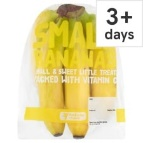 3+
days
SMALL
BANANAS
SMALL & SWEET LITTLE TREATS
PACKED WITH VITAMIN